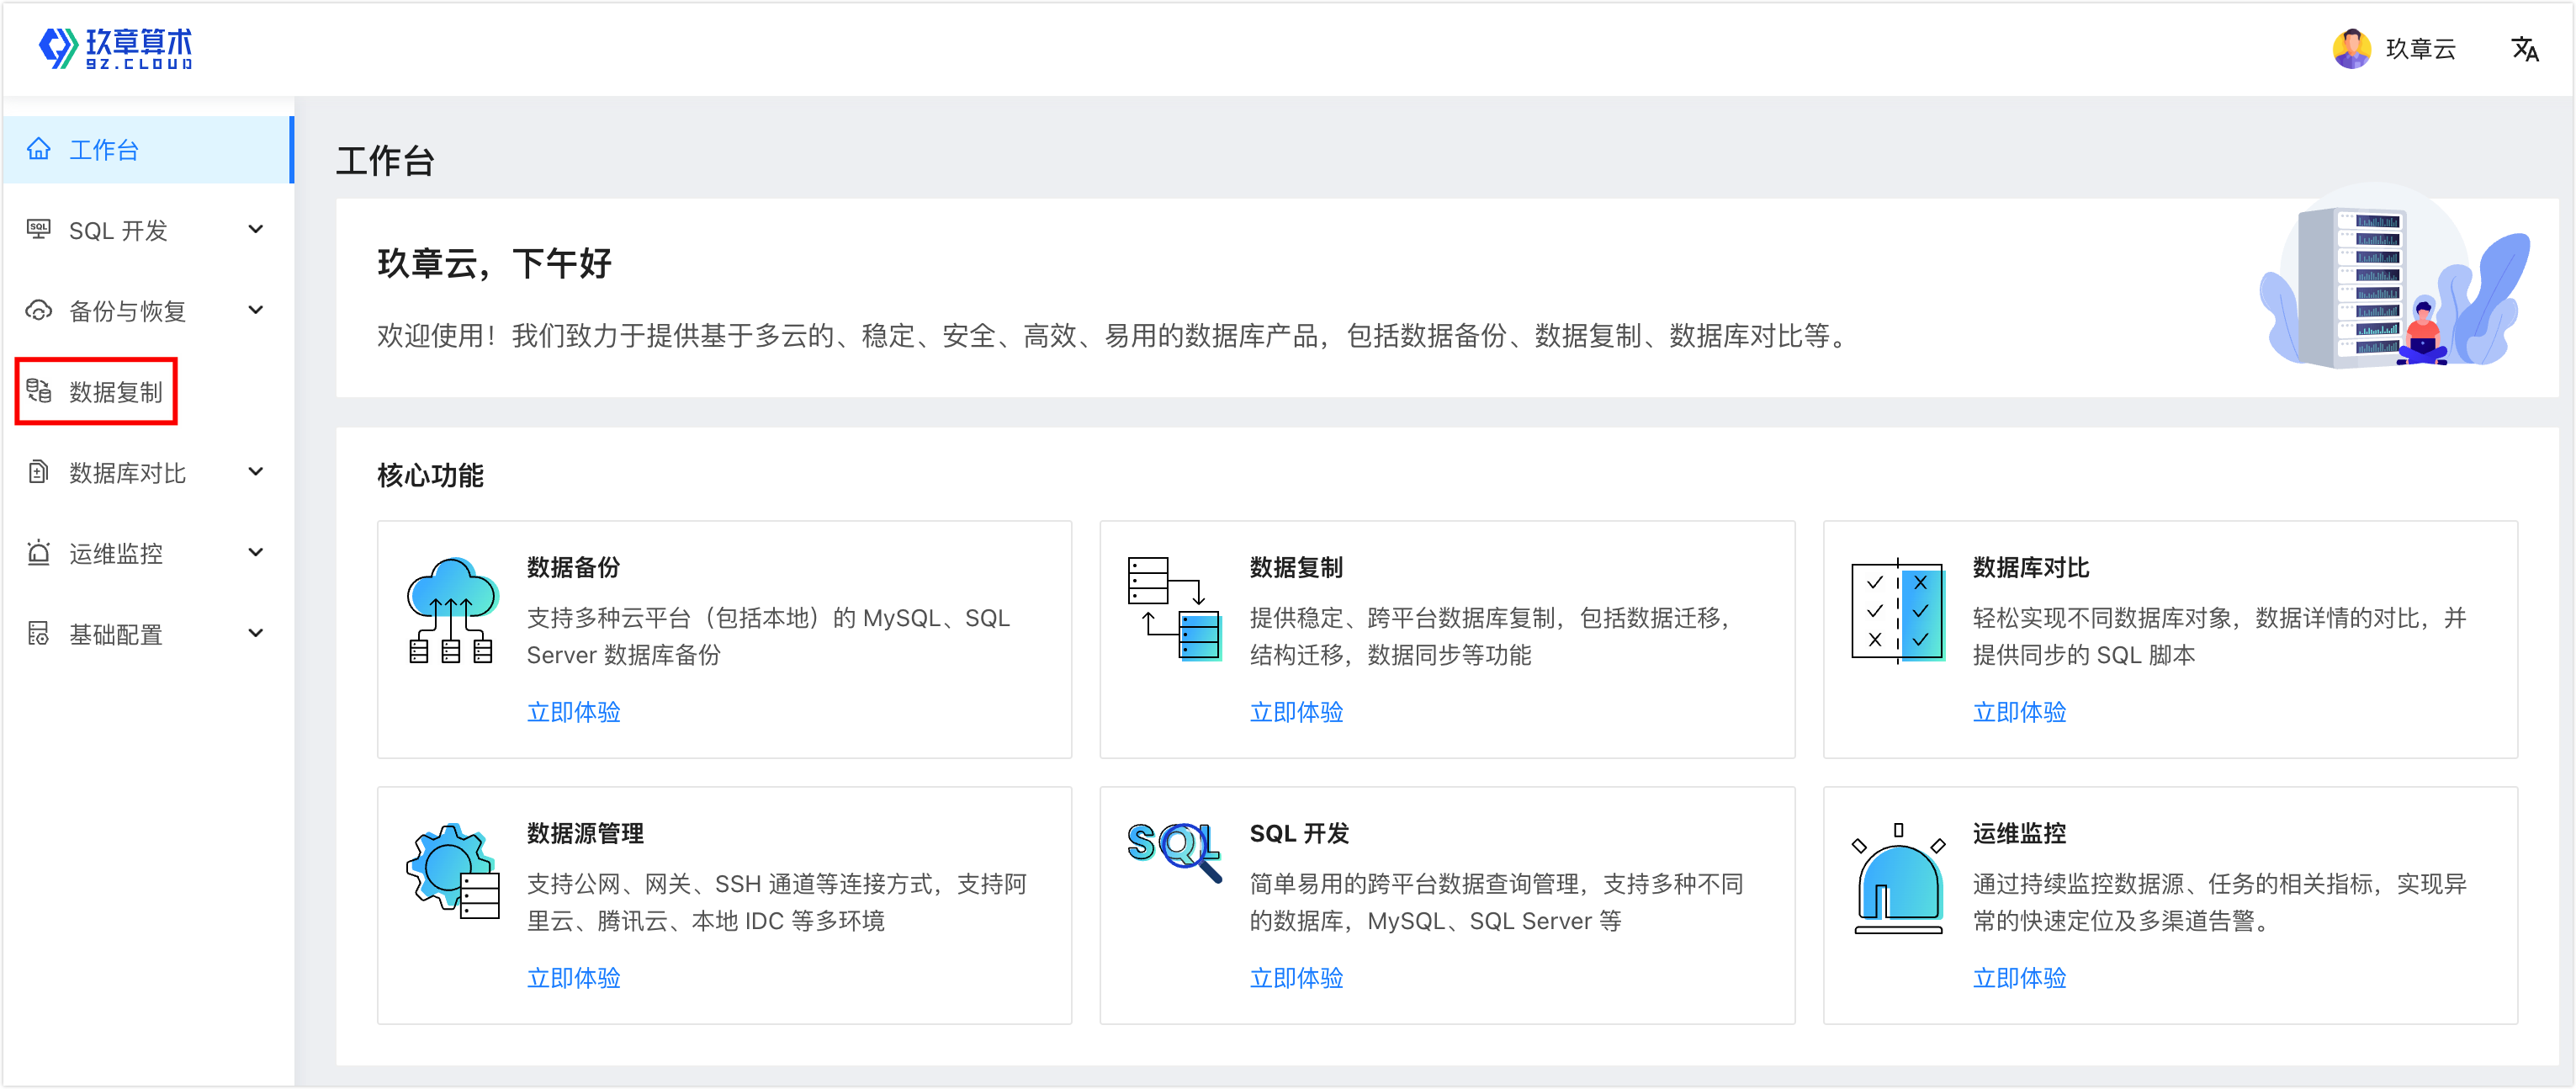 玖章算术
9Z.CLOUD
玖章云
工作台
SQL 开发
备份与恢复
数据复制
数据库对比
运维监控
基础配置
工作台
玖章云，下午好
欢迎使用！我们致力于提供基于多云的、稳定、安全、高效、易用的数据库产品，包括数据备份、数据复制、数据库对比等。
核心功能
数据备份
支持多种云平台（包括本地）的 MySQL、SQL
Server 数据库备份
立即体验
数据复制
提供稳定、跨平台数据库复制，包括数据迁移，
结构迁移，数据同步等功能
立即体验
数据库对比
轻松实现不同数据库对象，数据详情的对比，并
提供同步的 SQL 脚本
立即体验
数据源管理
支持公网、网关、SSH 通道等连接方式，支持阿
里云、腾讯云、本地 IDC 等多环境
立即体验
SQL
SQL 开发
简单易用的跨平台数据查询管理，支持多种不同
的数据库，MySQL、SQL Server 等
立即体验
运维监控
通过持续监控数据源、任务的相关指标，实现异
常的快速定位及多渠道告警。
立即体验